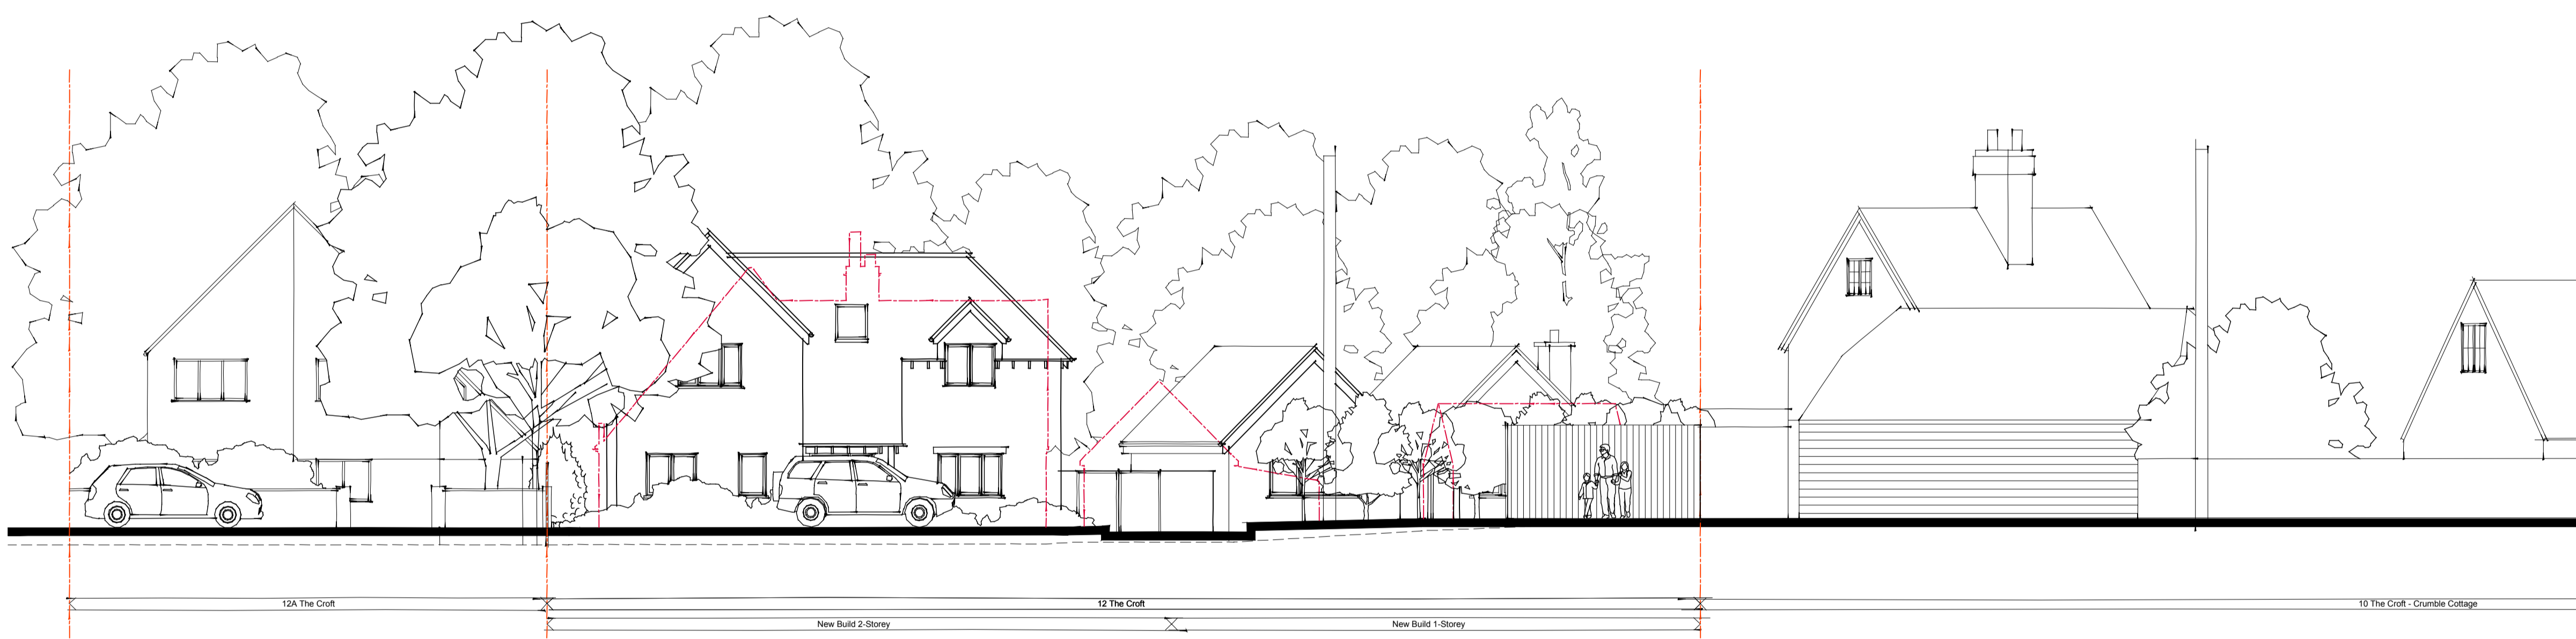 12A The Croft
12 The Croft
10 The Croft - Crumble Cottage
New Build 2-Storey
New Build 1-Storey